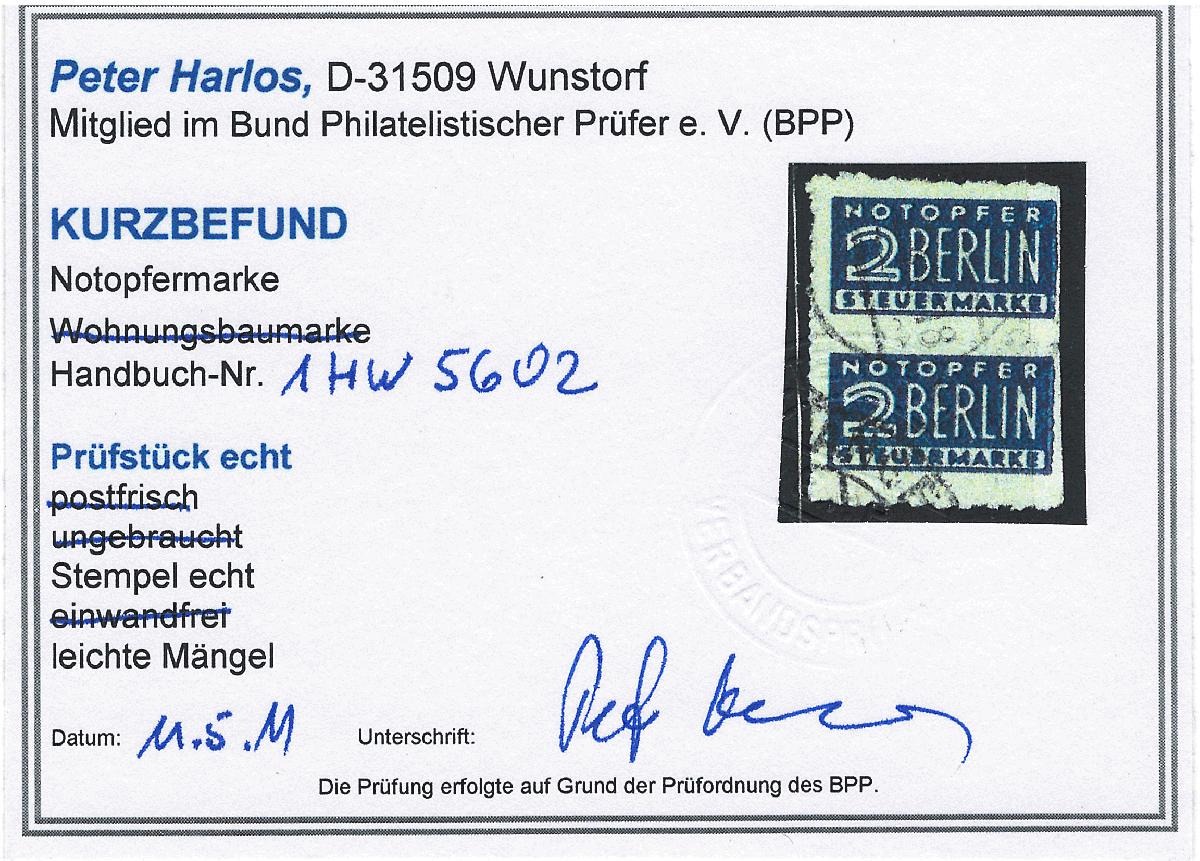 Peter Harlos, D-31509 Wunstorf
Mitglied im Bund Philatelistischer Prüfer e. V. (BPP)
KURZBEFUND
Notopfermarke
Wohnungsbaumarke
Handbuch-Nr. 1HW 5602
Prüfstück echt
postfrisch
ungebraucht
Stempel echt
einwandfrei
leichte Mängel
Datum: 11.5.11 Unterschrift:
Die Prüfung erfolgte auf Grund der Prüfordnung des BPP.
NOTOPFER
2 BERLIN
STEUERMARKE
NOTOPFER
2 BERLIN
STEUERMARKE